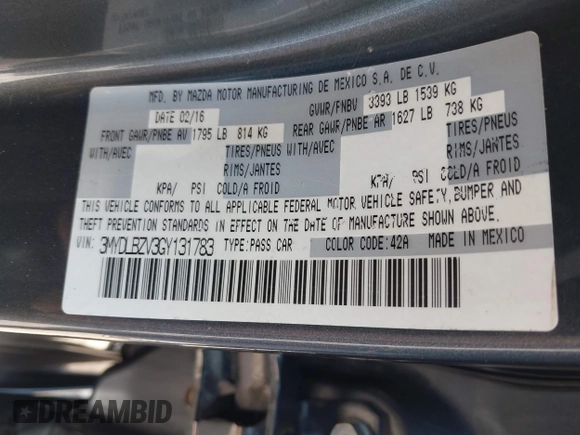 MFD. BY MAZDA MOTOR MANUFACTURING DE MEXICO S.A. DE C.V.
DATE 02/16 GVWR/FNBV 3393 LB 1539 KG
FRONT GAWR/PNBE AV 1795 LB 814 KG REAR GAWR/PNBE AR 1627 LB 738 KG
WITH/AVEC TIRES/PNEUS WITH/AVEC TIRES/PNEUS
RIMS/JANTES RIMS/JANTES
KPA/ PSI COLD/A FROID KPA/ PSI COLD/A FROID
THIS VEHICLE CONFORMS TO ALL APPLICABLE FEDERAL MOTOR VEHICLE SAFETY, BUMPER AND
THEFT PREVENTION STANDARDS IN EFFECT ON THE DATE OF MANUFACTURE SHOWN ABOVE.
3MYDLBZV3GY131783 TYPE:PASS CAR COLOR CODE:42A MADE IN MEXICO
DREAMBID